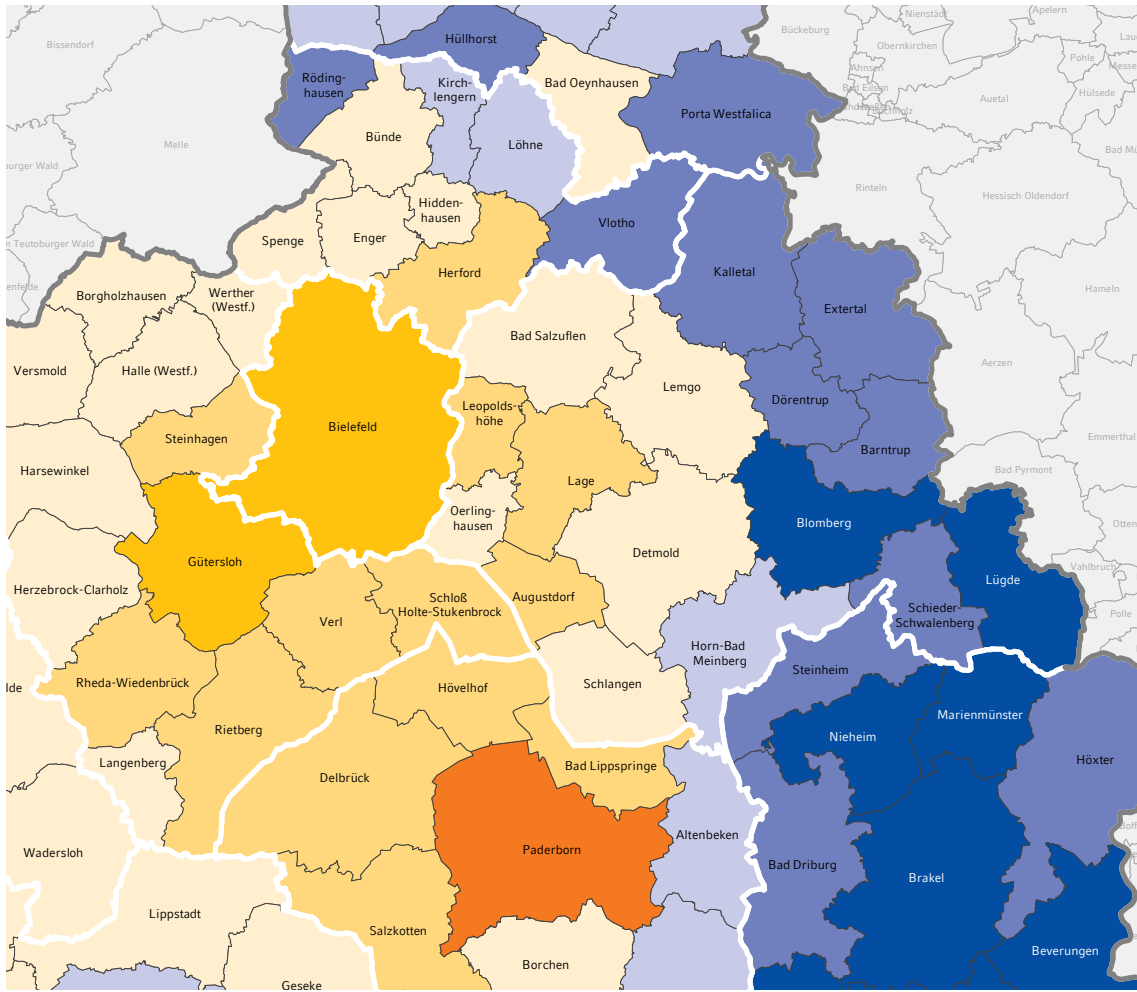 Apelern
Nienstädt
Bückeburg
Bissendorf
Hüllhorst
Obernkirchen
Pohle
Ahnsen
Röding-
hausen
Kirch-
lengern
Bad Oeynhausen
Bad Eilsen
Auetal
Hülsede
Buchholz
Porta Westfalica
Bünde
Löhne
Melle
Rinteln
Hessisch Oldendorf
Hidden-
hausen
Vlotho
Spenge
Enger
n Teutoburger Wald
Herford
Kalletal
Borgholzhausen
Werther
(Westf.)
Hameln
Extertal
Bad Salzuflen
Versmold
Halle (Westf.)
Aerzen
Lemgo
Dörentrup
Leopolds-
höhe
Bielefeld
Steinhagen
Emmerthal
Barntrup
Harsewinkel
Bad Pyrmont
Lage
Oerling-
hausen
Blomberg
Detmold
Gütersloh
Vahlbruch
Lügde
Herzebrock-Clarholz
Schloß
Holte-Stukenbrock
Augustdorf
Schieder-
Schwalenberg
Polle
Verl
Horn-Bad
Meinberg
Steinheim
Rheda-Wiedenbrück
Hövelhof
Schlangen
Marienmünster
Rietberg
Nieheim
Langenberg
Delbrück
Bad Lippspringe
Höxter
Altenbeken
Wadersloh
Paderborn
Bad Driburg
Brakel
Lippstadt
Salzkotten
Beverungen
Borchen
Geseke